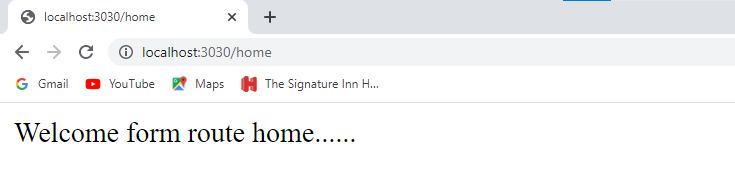 localhost:3030/home
localhost:3030/home
Gmail YouTube Maps The Signature Inn H...
Welcome form route home......